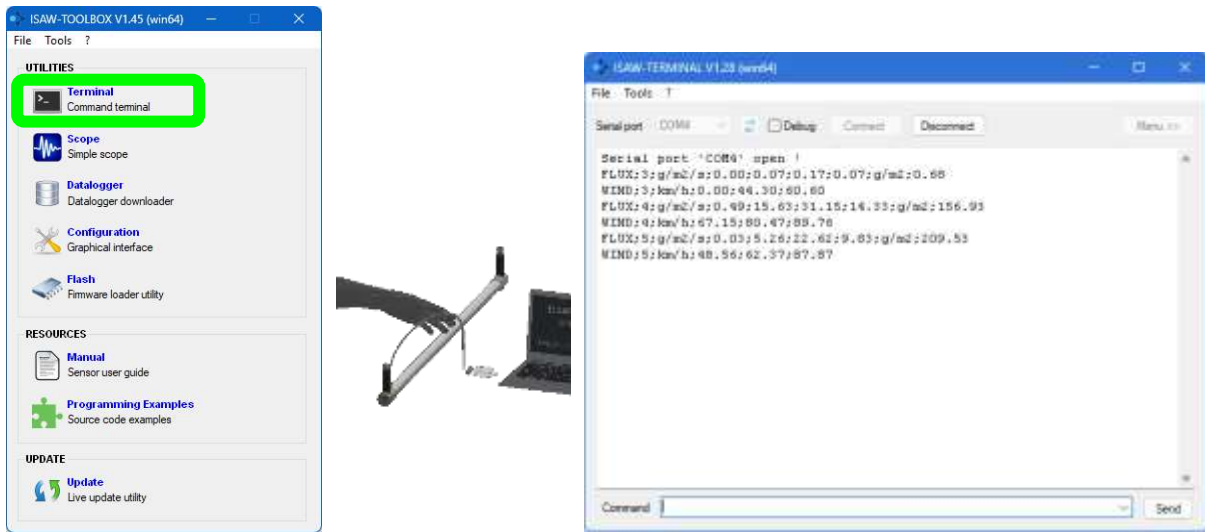 ISAW-TOOLBOX V1.45 (win64)
File Tools ?
UTILITIES
Terminal
Command terminal
Scope
Simple scope
Datalogger
Datalogger downloader
Configuration
Graphical interface
Flash
Firmware loader utility
RESOURCES
Manual
Sensor user guide
Programming Examples
Source code examples
UPDATE
Update
Live update utility
ISAW-TERMINAL V1.28 (win64)
File Tools ?
Serial port COM4 Debug Connect Disconnect Menu >>
Serial port 'COM4' open !
FLUX;3;g/m2/s;0.00;0.07;0.17;0.07;g/m2;0.68
WIND;3;km/h;0.00;44.30;60.60
FLUX;4;g/m2/s;0.49;15.63;31.15;14.33;g/m2;156.93
WIND;4;km/h;67.15;80.47;89.76
FLUX;5;g/m2/s;0.03;5.26;22.62;9.83;g/m2;209.53
WIND;5;km/h;48.56;62.37;87.87
Command Send